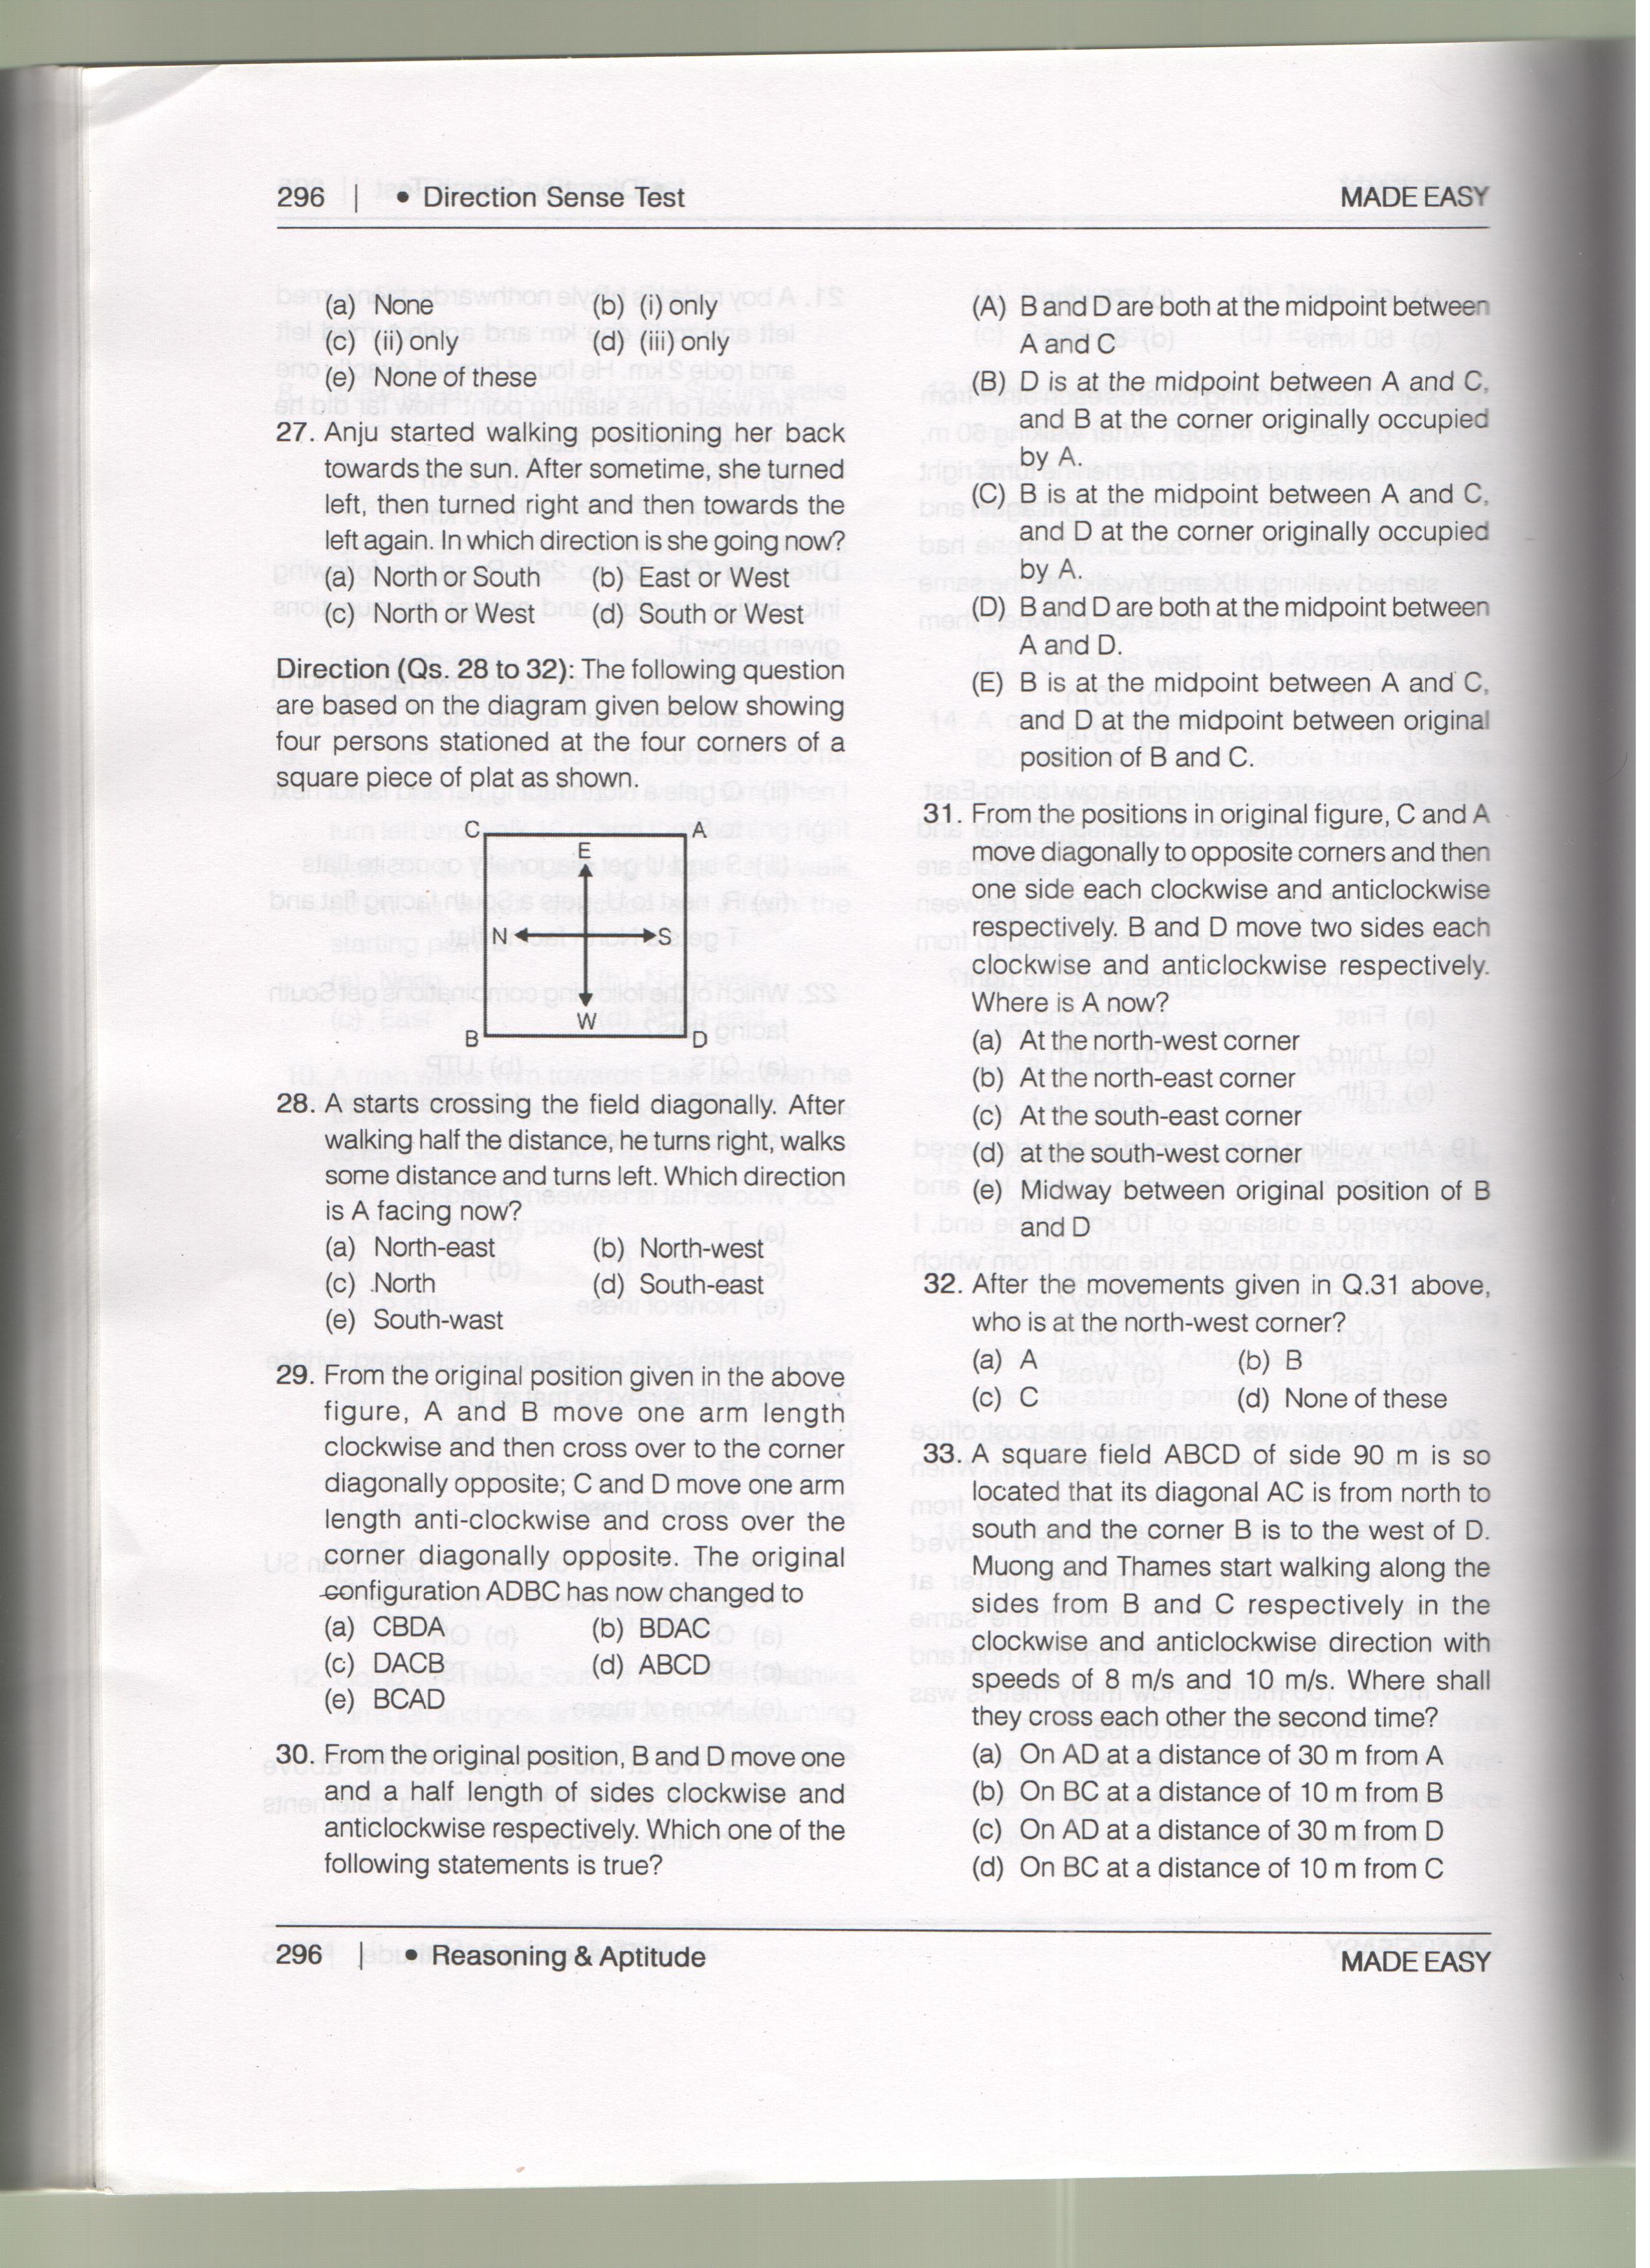 296 | • Direction Sense Test
MADE EASY
(a) None (b) (i) only
(c) (ii) only (d) (iii) only
(e) None of these
27. Anju started walking positioning her back
towards the sun. After sometime, she turned
left, then turned right and then towards the
left again. In which direction is she going now?
(a) North or South (b) East or West
(c) North or West (d) South or West
Direction (Qs. 28 to 32): The following question
are based on the diagram given below showing
four persons stationed at the four corners of a
square piece of plat as shown.
C A
E
N S
W
B D
28. A starts crossing the field diagonally. After
walking half the distance, he turns right, walks
some distance and turns left. Which direction
is A facing now?
(a) North-east (b) North-west
(c) North (d) South-east
(e) South-wast
29. From the original position given in the above
figure, A and B move one arm length
clockwise and then cross over to the corner
diagonally opposite; C and D move one arm
length anti-clockwise and cross over the
corner diagonally opposite. The original
configuration ADBC has now changed to
(a) CBDA (b) BDAC
(c) DACB (d) ABCD
(e) BCAD
30. From the original position, B and D move one
and a half length of sides clockwise and
anticlockwise respectively. Which one of the
following statements is true?
(A) B and D are both at the midpoint between
A and C
(B) D is at the midpoint between A and C,
and B at the corner originally occupied
by A.
(C) B is at the midpoint between A and C,
and D at the corner originally occupied
by A.
(D) B and D are both at the midpoint between
A and D.
(E) B is at the midpoint between A and C,
and D at the midpoint between original
position of B and C.
31. From the positions in original figure, C and A
move diagonally to opposite corners and then
one side each clockwise and anticlockwise
respectively. B and D move two sides each
clockwise and anticlockwise respectively.
Where is A now?
(a) At the north-west corner
(b) At the north-east corner
(c) At the south-east corner
(d) at the south-west corner
(e) Midway between original position of B
and D
32. After the movements given in Q.31 above,
who is at the north-west corner?
(a) A (b) B
(c) C (d) None of these
33. A square field ABCD of side 90 m is so
located that its diagonal AC is from north to
south and the corner B is to the west of D.
Muong and Thames start walking along the
sides from B and C respectively in the
clockwise and anticlockwise direction with
speeds of 8 m/s and 10 m/s. Where shall
they cross each other the second time?
(a) On AD at a distance of 30 m from A
(b) On BC at a distance of 10 m from B
(c) On AD at a distance of 30 m from D
(d) On BC at a distance of 10 m from C
296 | • Reasoning & Aptitude
MADE EASY